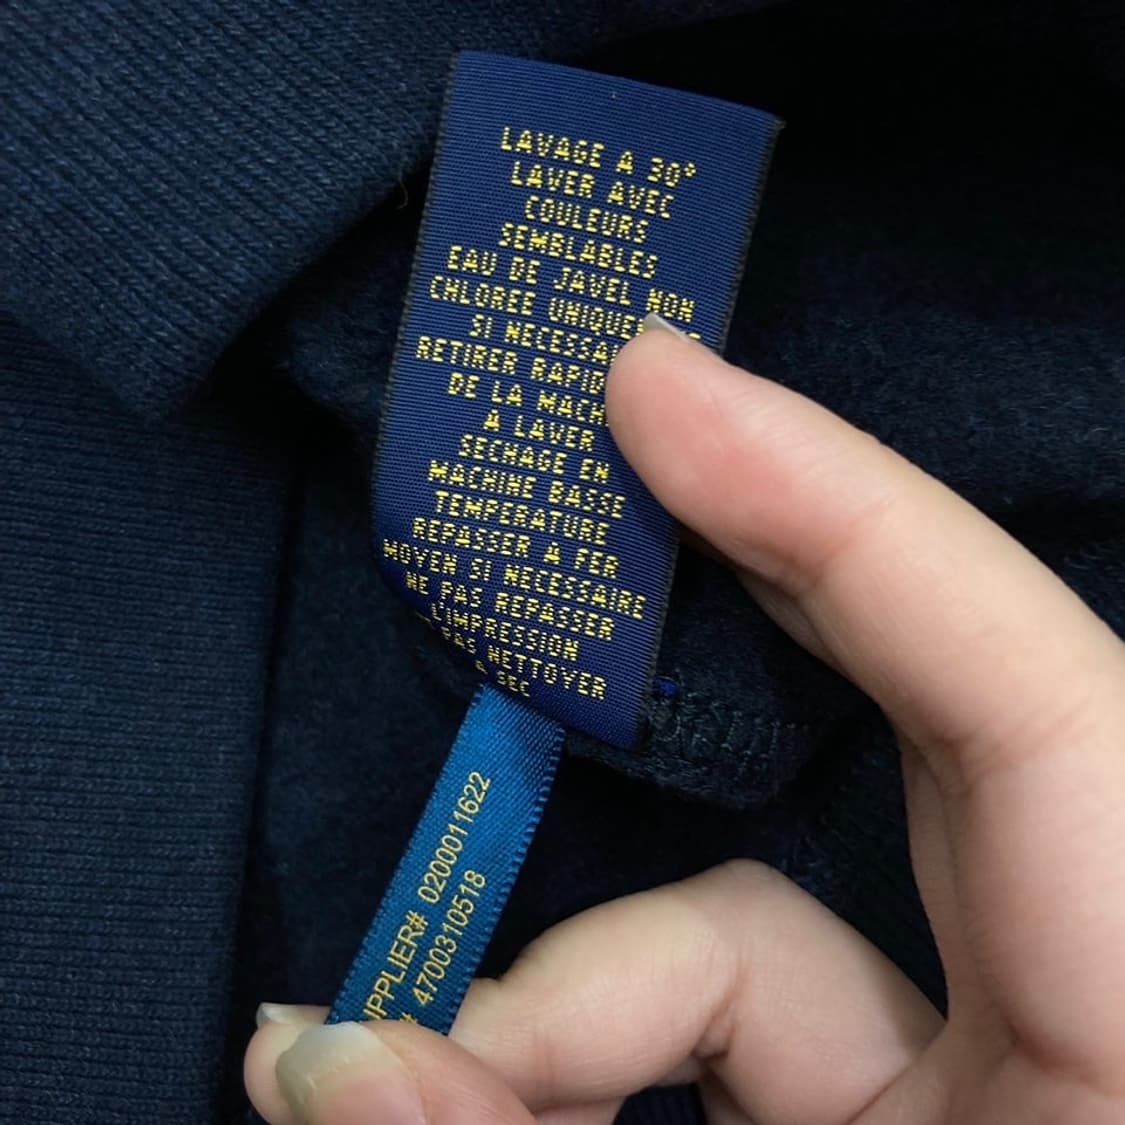 LAVAGE A 30°
LAVER AVEC
COULEURS
SEMBLABLES
EAU DE JAVEL NON
CHLOREE UNIQUE
SI NECESSAI
RETIRER RAPID
DE LA MACH
A LAVER
SECHAGE EN
MACHINE BASSE
TEMPERATURE
REPASSER A FER
MOYEN SI NECESSAIRE
NE PAS REPASSER
L'IMPRESSION
PAS NETTOYER
A SEC
PPLIER# 0200011622
# 4700310518